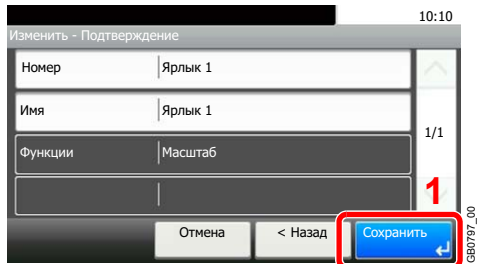 10:10
Изменить - Подтверждение
Номер Ярлык 1
Имя Ярлык 1
1/1
Функции Масштаб
1
Отмена < Назад Сохранить
GB0797_00